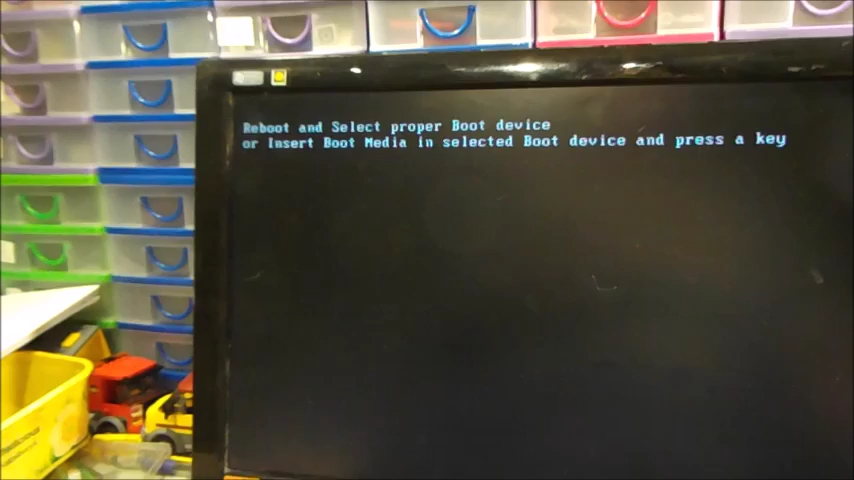 Reboot and Select proper Boot device
or Insert Boot Media in selected Boot device and press a key